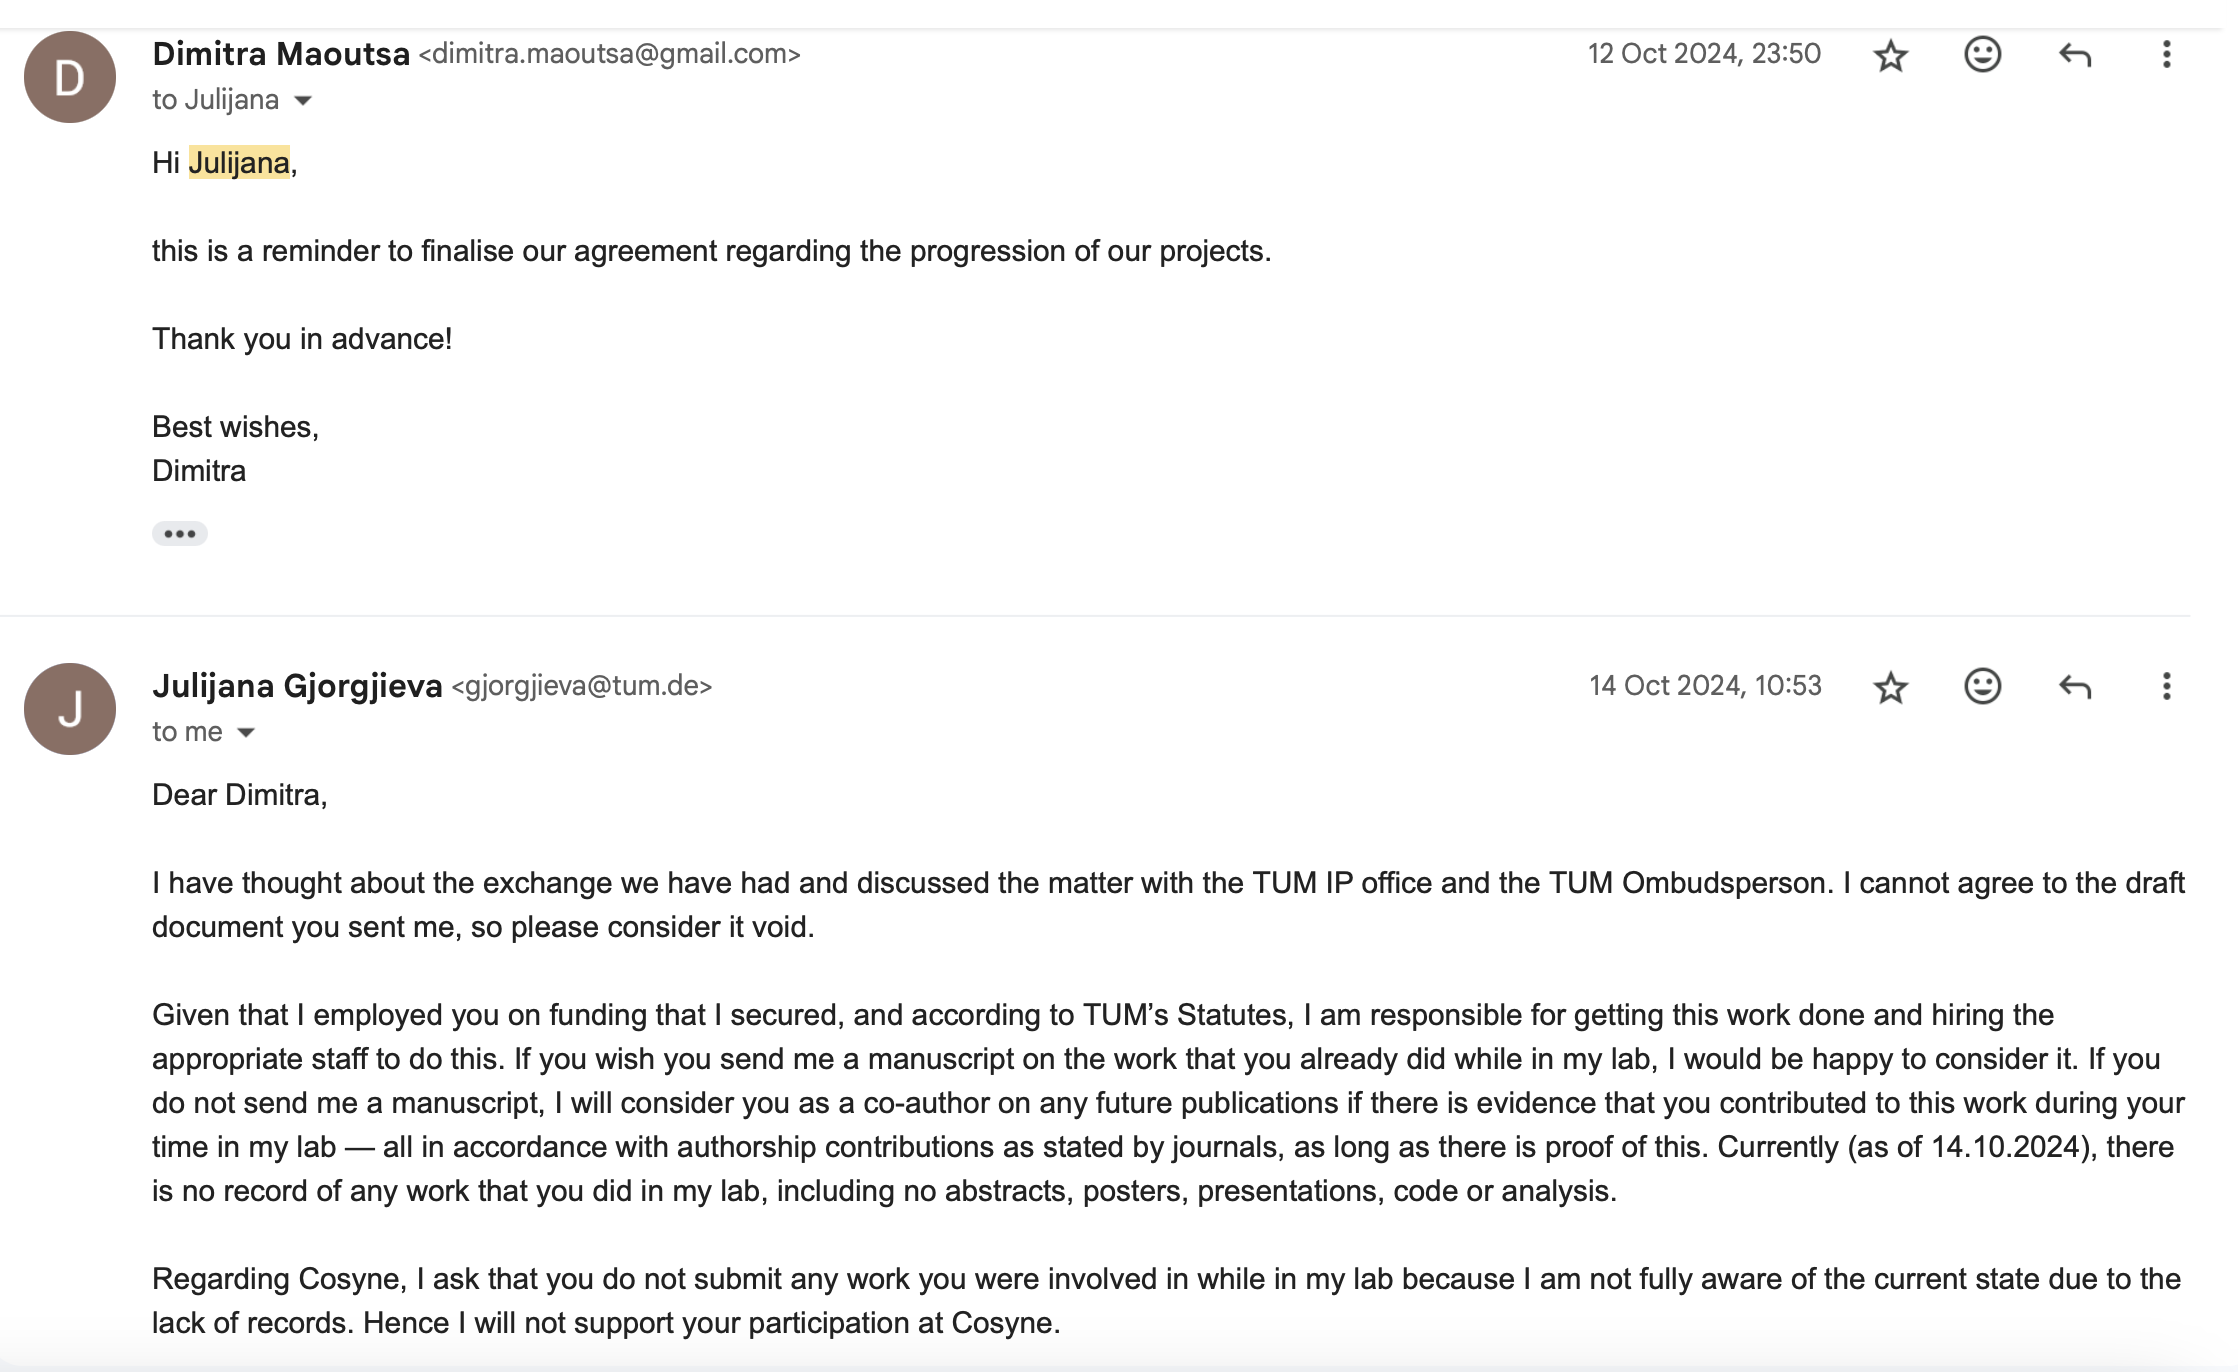 D
Dimitra Maoutsa <dimitra.maoutsa@gmail.com>
12 Oct 2024, 23:50
to Julijana
Hi Julijana,
this is a reminder to finalise our agreement regarding the progression of our projects.
Thank you in advance!
Best wishes,
Dimitra
J
Julijana Gjorgjieva <gjorgjieva@tum.de>
14 Oct 2024, 10:53
to me
Dear Dimitra,
I have thought about the exchange we have had and discussed the matter with the TUM IP office and the TUM Ombudsperson. I cannot agree to the draft
document you sent me, so please consider it void.
Given that I employed you on funding that I secured, and according to TUM’s Statutes, I am responsible for getting this work done and hiring the
appropriate staff to do this. If you wish you send me a manuscript on the work that you already did while in my lab, I would be happy to consider it. If you
do not send me a manuscript, I will consider you as a co-author on any future publications if there is evidence that you contributed to this work during your
time in my lab — all in accordance with authorship contributions as stated by journals, as long as there is proof of this. Currently (as of 14.10.2024), there
is no record of any work that you did in my lab, including no abstracts, posters, presentations, code or analysis.
Regarding Cosyne, I ask that you do not submit any work you were involved in while in my lab because I am not fully aware of the current state due to the
lack of records. Hence I will not support your participation at Cosyne.